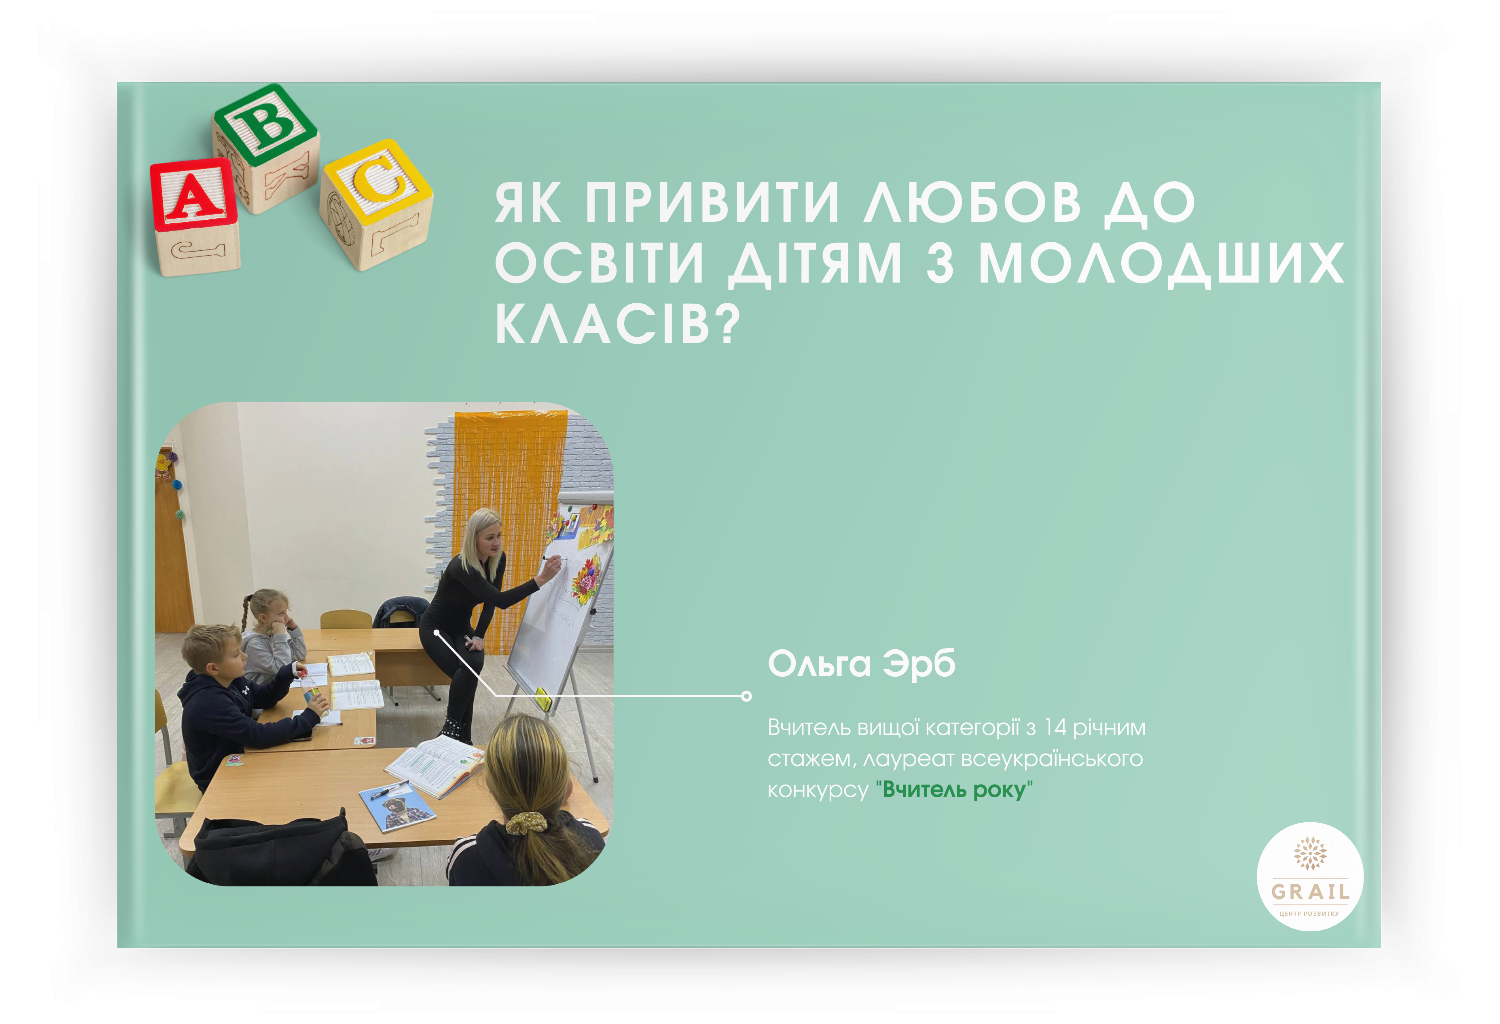 A
B
C
ЯК ПРИВИТИ ЛЮБОВ ДО
ОСВІТИ ДІТЯМ З МОЛОДШИХ
КЛАСІВ?
Ольга Эрб
Вчитель вищої категорії з 14 річним
стажем, лауреат всеукраїнського
конкурсу "Вчитель року"
GRAIL
ЦЕНТР РОЗВИТКУ